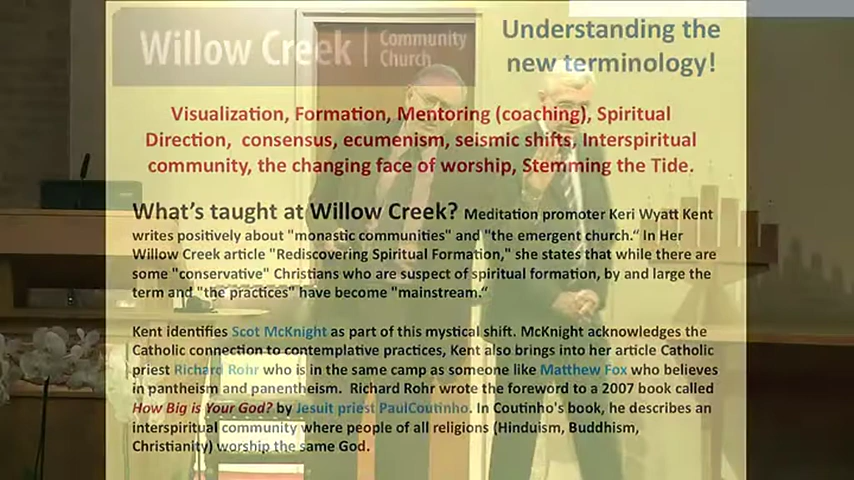 Willow Creek | Community Church
Understanding the
new terminology!
Visualization, Formation, Mentoring (coaching), Spiritual
Direction, consensus, ecumenism, seismic shifts, Interspiritual
community, the changing face of worship, Stemming the Tide.
What's taught at Willow Creek? Meditation promoter Keri Wyatt Kent
writes positively about "monastic communities" and "the emergent church.“ In Her
Willow Creek article "Rediscovering Spiritual Formation," she states that while there are
some "conservative" Christians who are suspect of spiritual formation, by and large the
term and "the practices" have become "mainstream.“
Kent identifies Scot McKnight as part of this mystical shift. McKnight acknowledges the
Catholic connection to contemplative practices, Kent also brings into her article Catholic
priest Richard Rohr who is in the same camp as someone like Matthew Fox who believes
in pantheism and panentheism. Richard Rohr wrote the foreword to a 2007 book called
How Big is Your God? by Jesuit priest PaulCoutinho. In Coutinho's book, he describes an
interspiritual community where people of all religions (Hinduism, Buddhism,
Christianity) worship the same God.